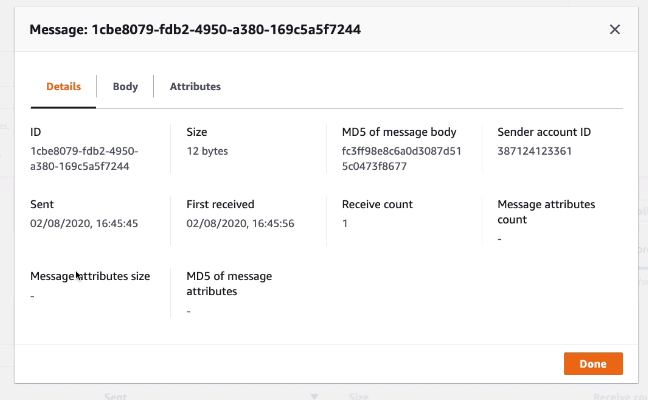 Message: 1cbe8079-fdb2-4950-a380-169c5a5f7244
Details
Body
Attributes
ID
1cbe8079-fdb2-4950-
a380-169c5a5f7244
Size
12 bytes
MD5 of message body
fc3ff98e8c6a0d3087d51
5c0473f8677
Sender account ID
387124123361
Sent
02/08/2020, 16:45:45
First received
02/08/2020, 16:45:56
Receive count
1
Message attributes
count
-
Message attributes size
-
MD5 of message
attributes
-
Done
Sent
Size